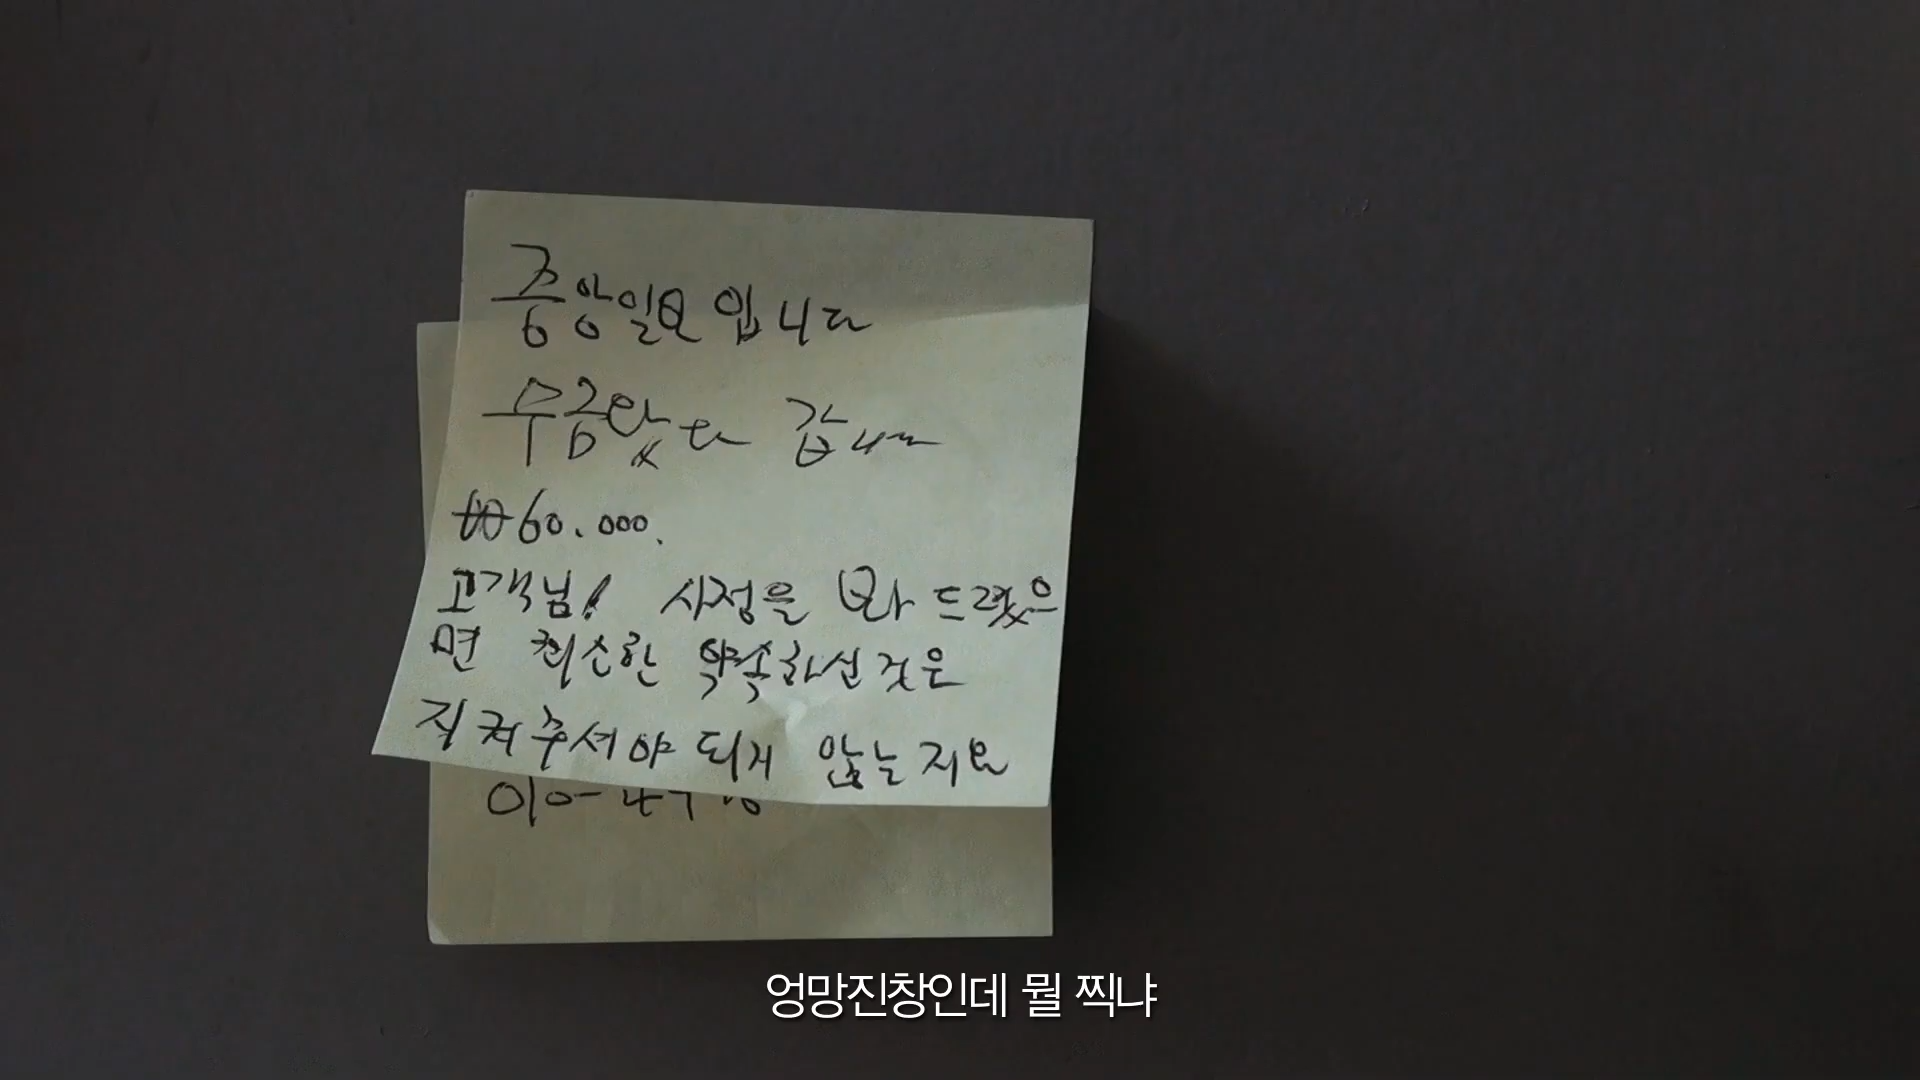 중앙일보 입니다
수금왔다 갑니다
₩60.000.
고객님! 사정을 봐 드렸으
면 최소한 약속하신 것은
직켜주셔야 되지 않는지요
엉망진창인데 뭘 찍냐